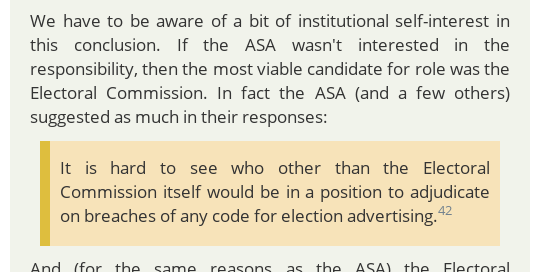 We have to be aware of a bit of institutional self-interest in
this conclusion. If the ASA wasn't interested in the
responsibility, then the most viable candidate for role was the
Electoral Commission. In fact the ASA (and a few others)
suggested as much in their responses:
It is hard to see who other than the Electoral
Commission itself would be in a position to adjudicate
on breaches of any code for election advertising.42
And (for the same reasons as the ASA) the Electoral